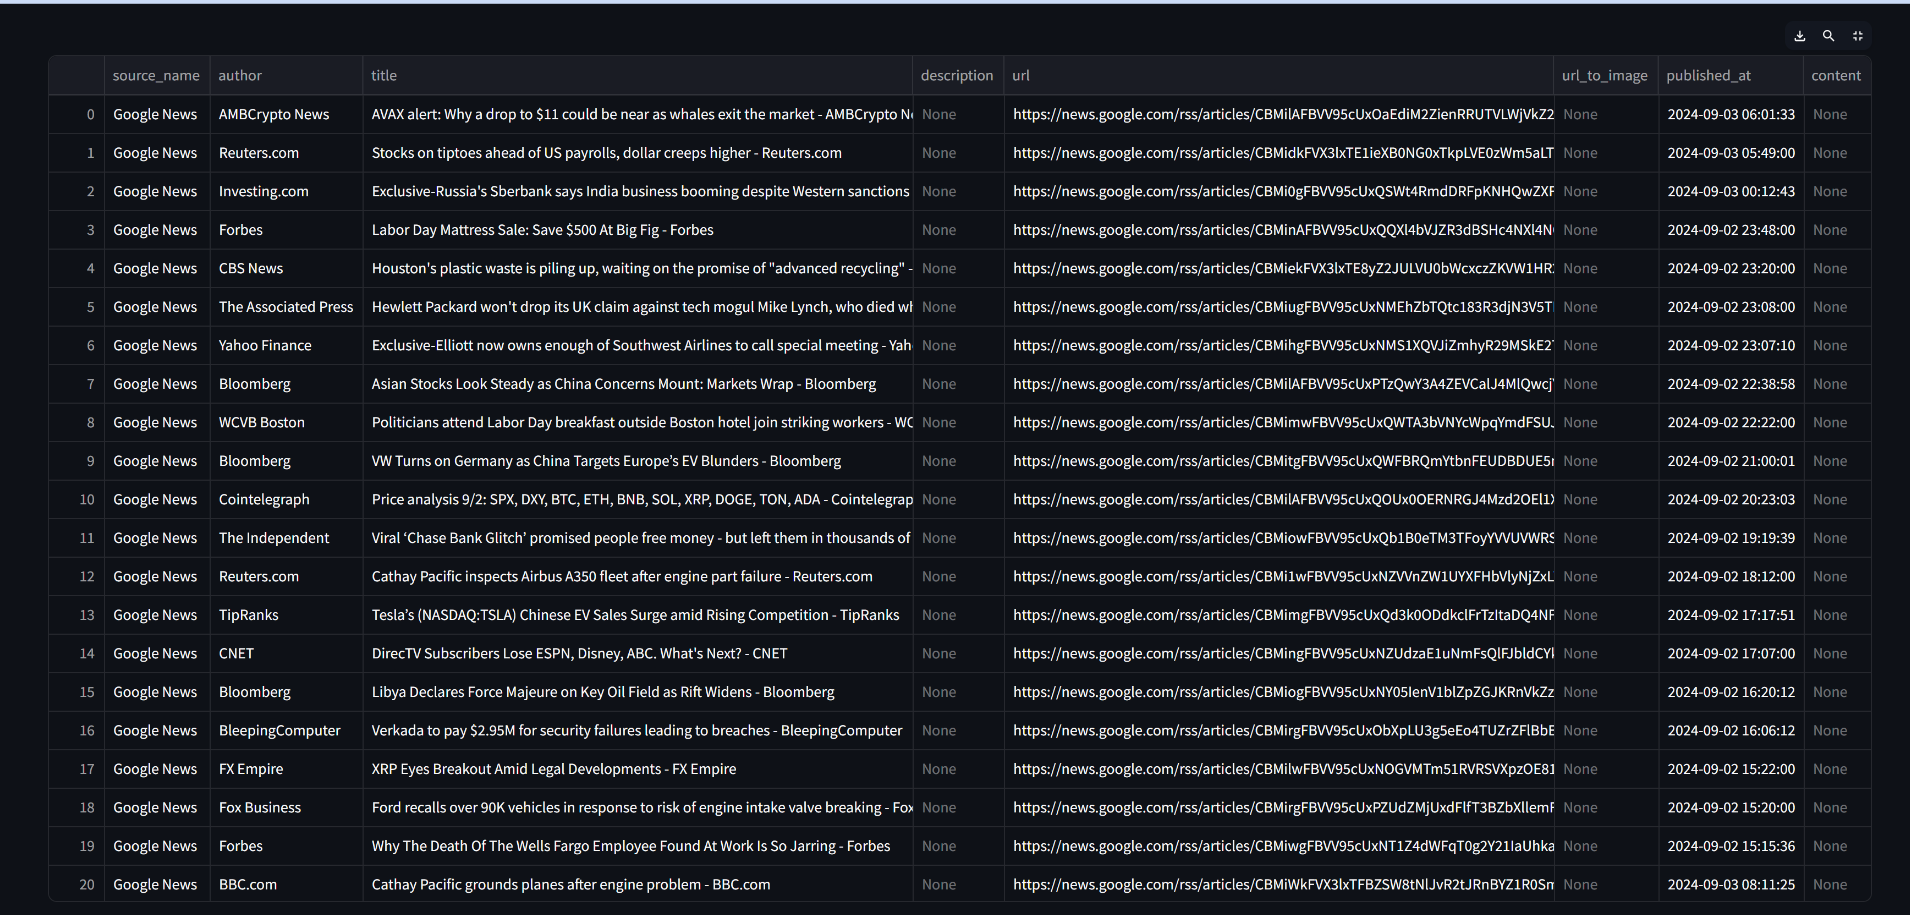 source_name author title description url url_to_image published_at content
0 Google News AMBCrypto News AVAX alert: Why a drop to $11 could be near as whales exit the market - AMBCrypto None https://news.google.com/rss/articles/CBMilAFBVV95cUxOaEdiM2ZienRRUTVLWjVkZ2 None 2024-09-03 06:01:33 None
1 Google News Reuters.com Stocks on tiptoes ahead of US payrolls, dollar creeps higher - Reuters.com None https://news.google.com/rss/articles/CBMidkFVX3lxTE1ieXB0NG0xTkpLVE0zWm5aLT None 2024-09-03 05:49:00 None
2 Google News Investing.com Exclusive-Russia's Sberbank says India business booming despite Western sanctions None https://news.google.com/rss/articles/CBMi0gFBVV95cUxQSWt4RmdDRFpKNHQwZXF None 2024-09-03 00:12:43 None
3 Google News Forbes Labor Day Mattress Sale: Save $500 At Big Fig - Forbes None https://news.google.com/rss/articles/CBMinAFBVV95cUxQQXl4bVJZR3dBSHc4NXl4N None 2024-09-02 23:48:00 None
4 Google News CBS News Houston's plastic waste is piling up, waiting on the promise of "advanced recycling" - None https://news.google.com/rss/articles/CBMiekFVX3lxTE8yZ2JULVU0bWcxczZKVW1HR None 2024-09-02 23:20:00 None
5 Google News The Associated Press Hewlett Packard won't drop its UK claim against tech mogul Mike Lynch, who died None https://news.google.com/rss/articles/CBMiugFBVV95cUxNMEhZbTQtc183R3djN3V5T None 2024-09-02 23:08:00 None
6 Google News Yahoo Finance Exclusive-Elliott now owns enough of Southwest Airlines to call special meeting - Yah None https://news.google.com/rss/articles/CBMihgFBVV95cUxNMS1XQVJiZmhyR29MSkE2 None 2024-09-02 23:07:10 None
7 Google News Bloomberg Asian Stocks Look Steady as China Concerns Mount: Markets Wrap - Bloomberg None https://news.google.com/rss/articles/CBMilAFBVV95cUxPTzQwY3A4ZEVCalJ4MlQwcj None 2024-09-02 22:38:58 None
8 Google News WCVB Boston Politicians attend Labor Day breakfast outside Boston hotel join striking workers - WC None https://news.google.com/rss/articles/CBMimwFBVV95cUxQWTA3bVNYcWpqYmdFSU None 2024-09-02 22:22:00 None
9 Google News Bloomberg VW Turns on Germany as China Targets Europe’s EV Blunders - Bloomberg None https://news.google.com/rss/articles/CBMitgFBVV95cUxQWFBRQmYtbnFEUDBDUE5 None 2024-09-02 21:00:01 None
10 Google News Cointelegraph Price analysis 9/2: SPX, DXY, BTC, ETH, BNB, SOL, XRP, DOGE, TON, ADA - Cointelegrap None https://news.google.com/rss/articles/CBMilAFBVV95cUxQOUx0OERNRGJ4Mzd2OEl1 None 2024-09-02 20:23:03 None
11 Google News The Independent Viral ‘Chase Bank Glitch’ promised people free money - but left them in thousands of None https://news.google.com/rss/articles/CBMiowFBVV95cUxQb1B0eTM3TFoyYVVUVWRS None 2024-09-02 19:19:39 None
12 Google News Reuters.com Cathay Pacific inspects Airbus A350 fleet after engine part failure - Reuters.com None https://news.google.com/rss/articles/CBMi1wFBVV95cUxNZVVnZW1UYXFHbVlyNjZxL None 2024-09-02 18:12:00 None
13 Google News TipRanks Tesla’s (NASDAQ:TSLA) Chinese EV Sales Surge amid Rising Competition - TipRanks None https://news.google.com/rss/articles/CBMimgFBVV95cUxQd3k0ODdkclFrTzItaDQ4NF None 2024-09-02 17:17:51 None
14 Google News CNET DirecTV Subscribers Lose ESPN, Disney, ABC. What's Next? - CNET None https://news.google.com/rss/articles/CBMingFBVV95cUxNZUdzaE1uNmFsQlFJbldCY None 2024-09-02 17:07:00 None
15 Google News Bloomberg Libya Declares Force Majeure on Key Oil Field as Rift Widens - Bloomberg None https://news.google.com/rss/articles/CBMiogFBVV95cUxNY05IenV1blZpZGJKRnVkZz None 2024-09-02 16:20:12 None
16 Google News BleepingComputer Verkada to pay $2.95M for security failures leading to breaches - BleepingComputer None https://news.google.com/rss/articles/CBMirgFBVV95cUxObXpLU3g5eEo4TUZrZFlBbE None 2024-09-02 16:06:12 None
17 Google News FX Empire XRP Eyes Breakout Amid Legal Developments - FX Empire None https://news.google.com/rss/articles/CBMilwFBVV95cUxNOGVMTm51RVRSVXpzOE81 None 2024-09-02 15:22:00 None
18 Google News Fox Business Ford recalls over 90K vehicles in response to risk of engine intake valve breaking - Fox None https://news.google.com/rss/articles/CBMirgFBVV95cUxPZUdZMjUxdFlfT3BZbXllemF None 2024-09-02 15:20:00 None
19 Google News Forbes Why The Death Of The Wells Fargo Employee Found At Work Is So Jarring - Forbes None https://news.google.com/rss/articles/CBMiwgFBVV95cUxNT1Z4dWFqT0g2Y21IaUhka None 2024-09-02 15:15:36 None
20 Google News BBC.com Cathay Pacific grounds planes after engine problem - BBC.com None https://news.google.com/rss/articles/CBMiWkFVX3lxTFBZSW8tNlJvR2tJRnBYZ1R0Sm None 2024-09-03 08:11:25 None